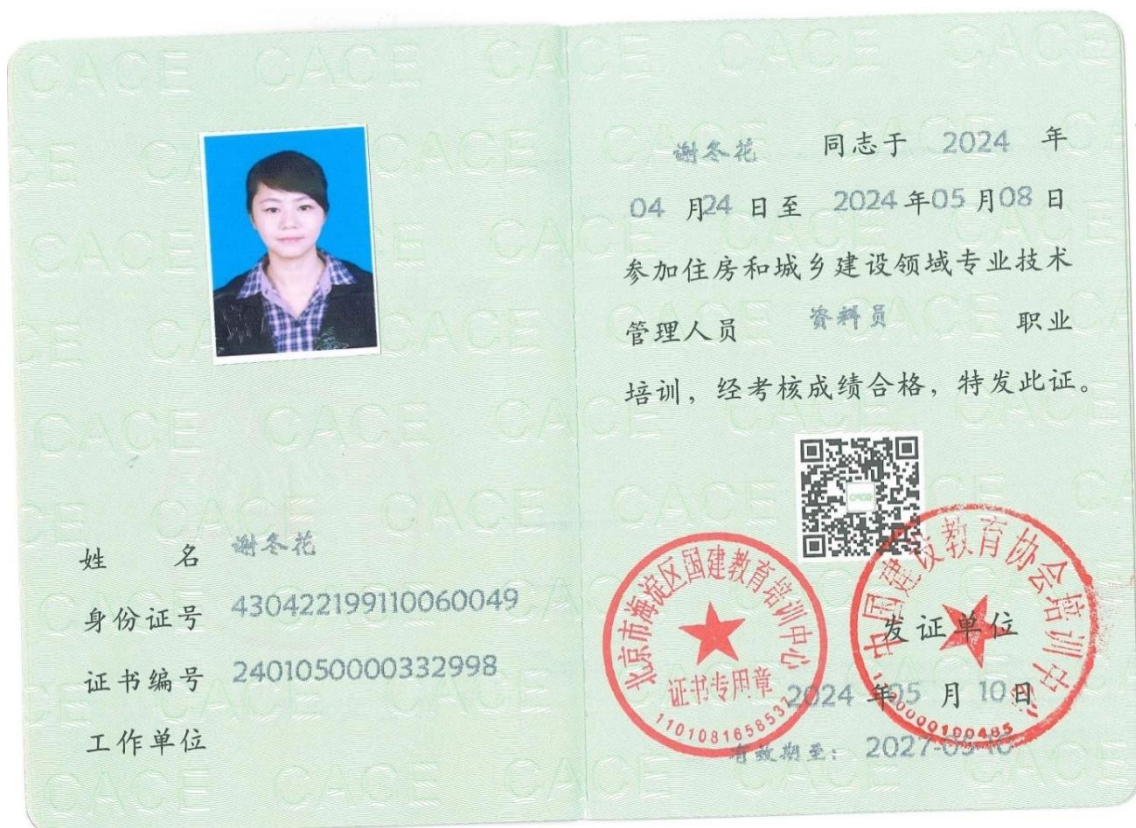 姓 名 谢冬花
身份证号 430422199110060049
证书编号 2401050000332998
工作单位
谢冬花 同志于 2024 年
04 月24 日至 2024 年05 月08 日
参加住房和城乡建设领域专业技术
管理人员 资料员 职业
培训，经考核成绩合格，特发此证。
北京市海淀区国建教育培训中心
证书专用章
中国建设教育协会培训中心
发证单位
2024 年05 月 10日
有效期至：
CACE